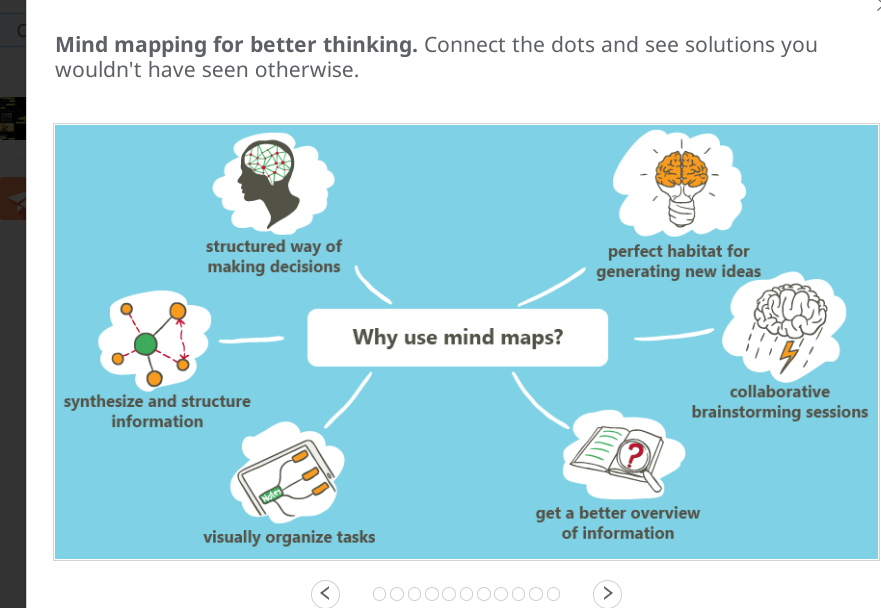 Mind mapping for better thinking. Connect the dots and see solutions you
wouldn't have seen otherwise.
structured way of
making decisions
perfect habitat for
generating new ideas
Why use mind maps?
synthesize and structure
information
collaborative
brainstorming sessions
Notes
?
visually organize tasks
get a better overview
of information